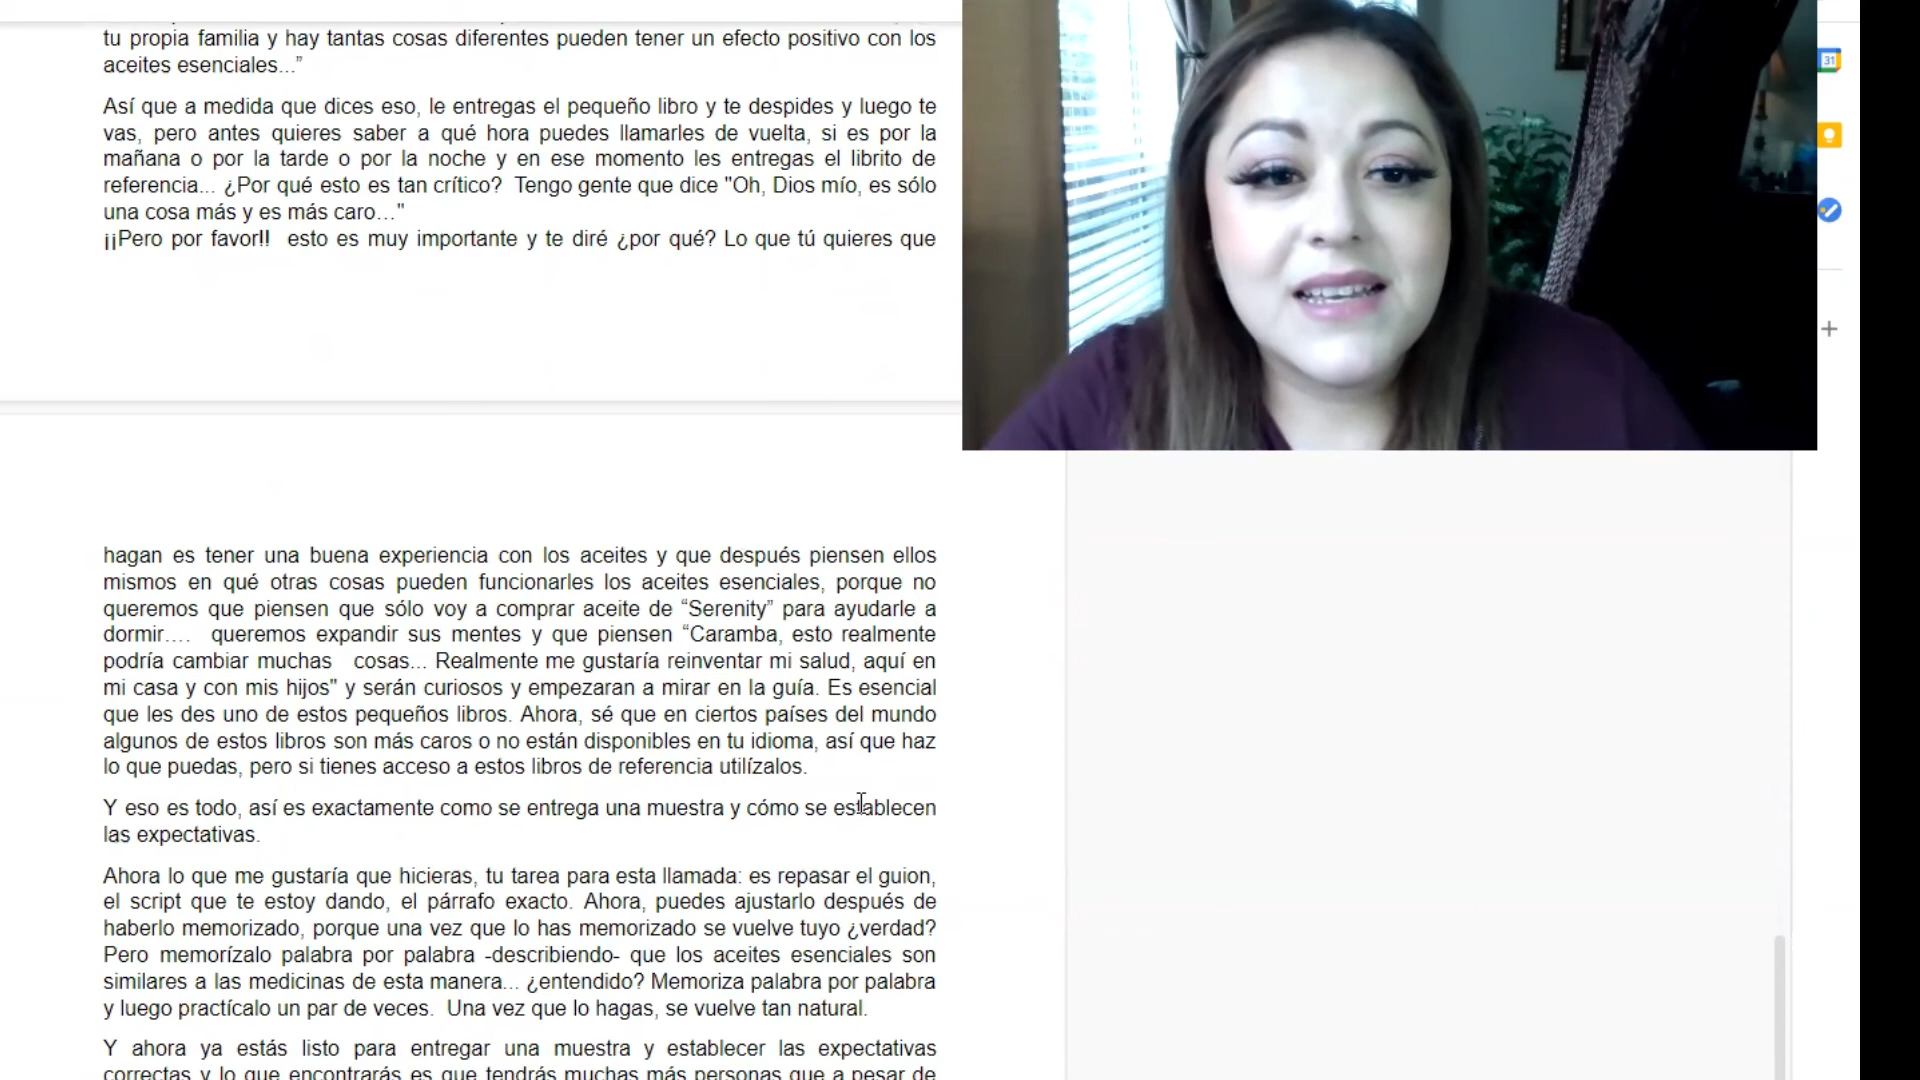 tu propia familia y hay tantas cosas diferentes pueden tener un efecto positivo con los
aceites esenciales...”
Así que a medida que dices eso, le entregas el pequeño libro y te despides y luego te
vas, pero antes quieres saber a qué hora puedes llamarles de vuelta, si es por la
mañana o por la tarde o por la noche y en ese momento les entregas el librito de
referencia... ¿Por qué esto es tan crítico?  Tengo gente que dice "Oh, Dios mío, es sólo
una cosa más y es más caro..."
¡¡Pero por favor!!  esto es muy importante y te diré ¿por qué? Lo que tú quieres que
hagan es tener una buena experiencia con los aceites y que después piensen ellos
mismos en qué otras cosas pueden funcionarles los aceites esenciales, porque no
queremos que piensen que sólo voy a comprar aceite de “Serenity” para ayudarle a
dormir....  queremos expandir sus mentes y que piensen “Caramba, esto realmente
podría cambiar muchas  cosas... Realmente me gustaría reinventar mi salud, aquí en
mi casa y con mis hijos" y serán curiosos y empezaran a mirar en la guía. Es esencial
que les des uno de estos pequeños libros. Ahora, sé que en ciertos países del mundo
algunos de estos libros son más caros o no están disponibles en tu idioma, así que haz
lo que puedas, pero si tienes acceso a estos libros de referencia utilízalos.
Y eso es todo, así es exactamente como se entrega una muestra y cómo se establecen
las expectativas.
Ahora lo que me gustaría que hicieras, tu tarea para esta llamada: es repasar el guion,
el script que te estoy dando, el párrafo exacto. Ahora, puedes ajustarlo después de
haberlo memorizado, porque una vez que lo has memorizado se vuelve tuyo ¿verdad?
Pero memorízalo palabra por palabra -describiendo- que los aceites esenciales son
similares a las medicinas de esta manera... ¿entendido? Memoriza palabra por palabra
y luego practícalo un par de veces.  Una vez que lo hagas, se vuelve tan natural.
Y ahora ya estás listo para entregar una muestra y establecer las expectativas
correctas y lo que encontrarás es que tendrás muchas más personas que a pesar de
31